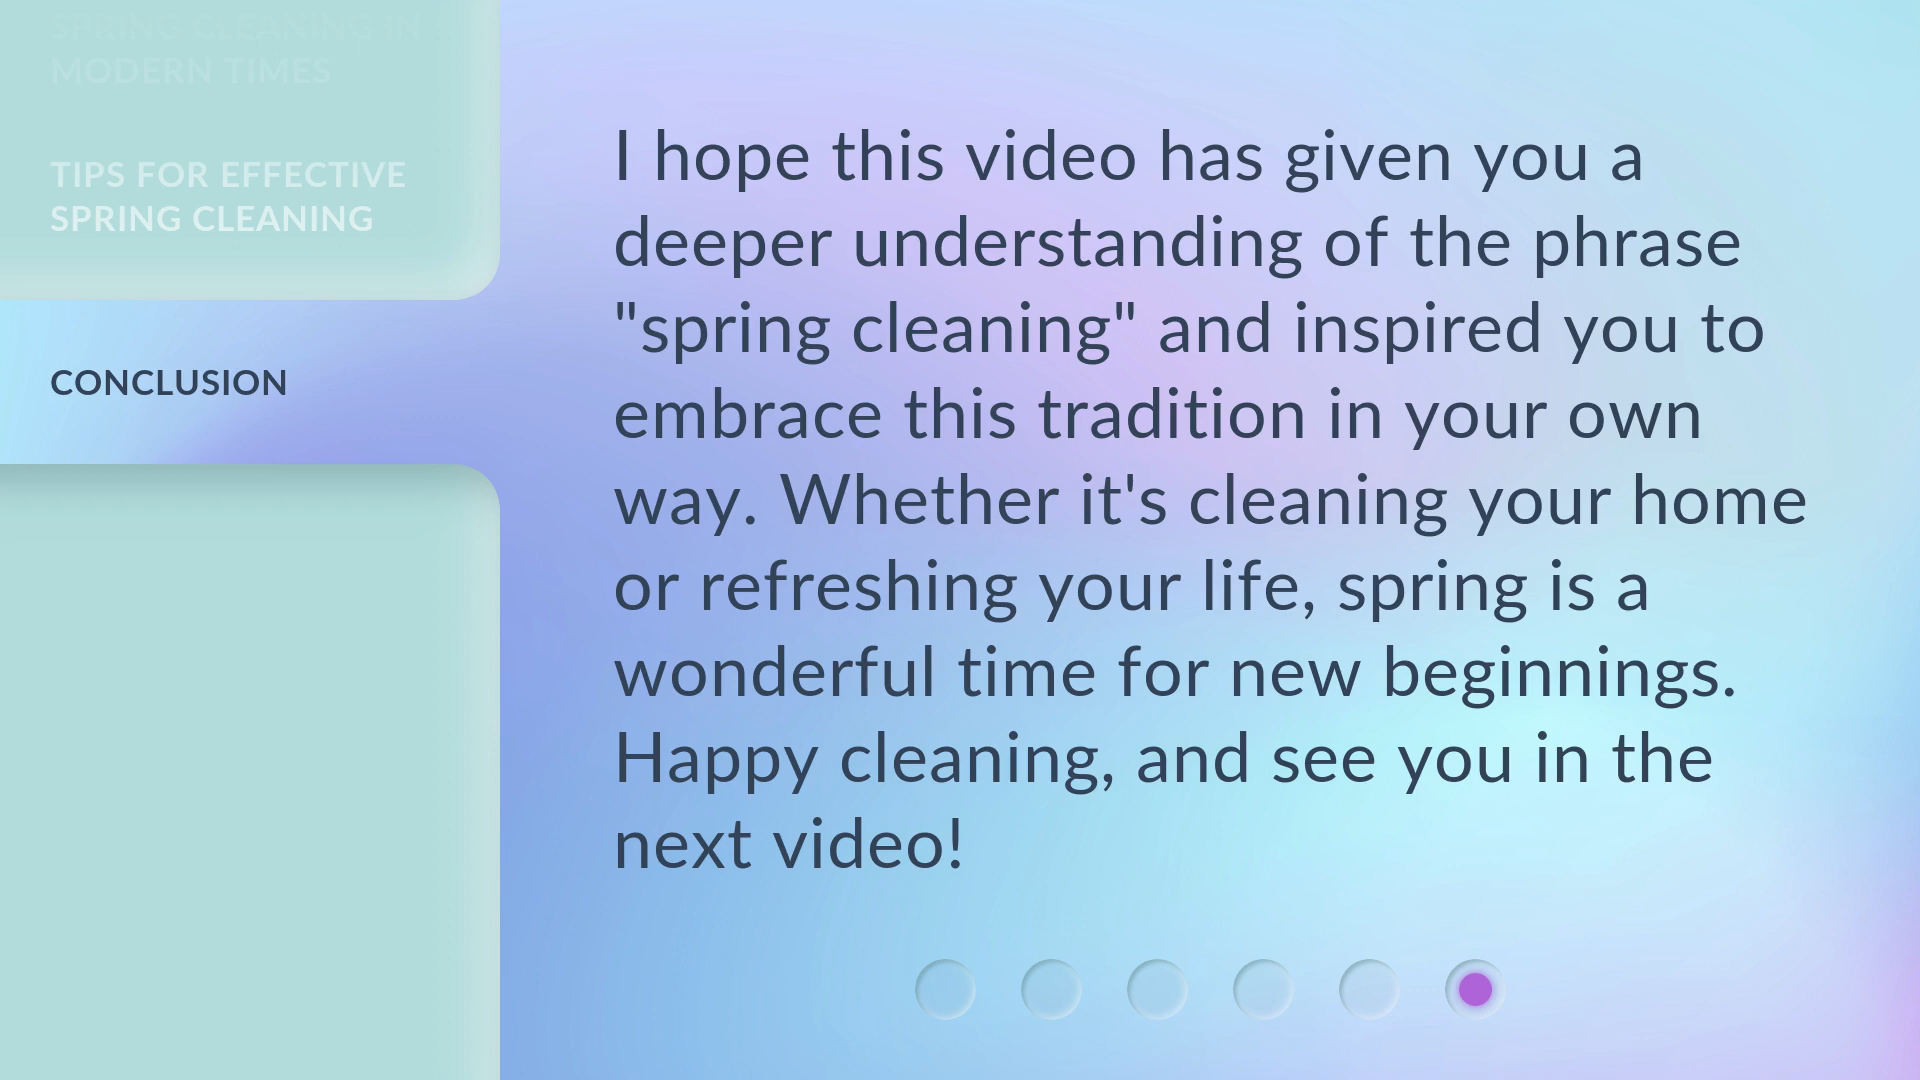 SPRING CLEANING IN
MODERN TIMES
TIPS FOR EFFECTIVE
SPRING CLEANING
CONCLUSION
I hope this video has given you a
deeper understanding of the phrase
"spring cleaning" and inspired you to
embrace this tradition in your own
way. Whether it's cleaning your home
or refreshing your life, spring is a
wonderful time for new beginnings.
Happy cleaning, and see you in the
next video!